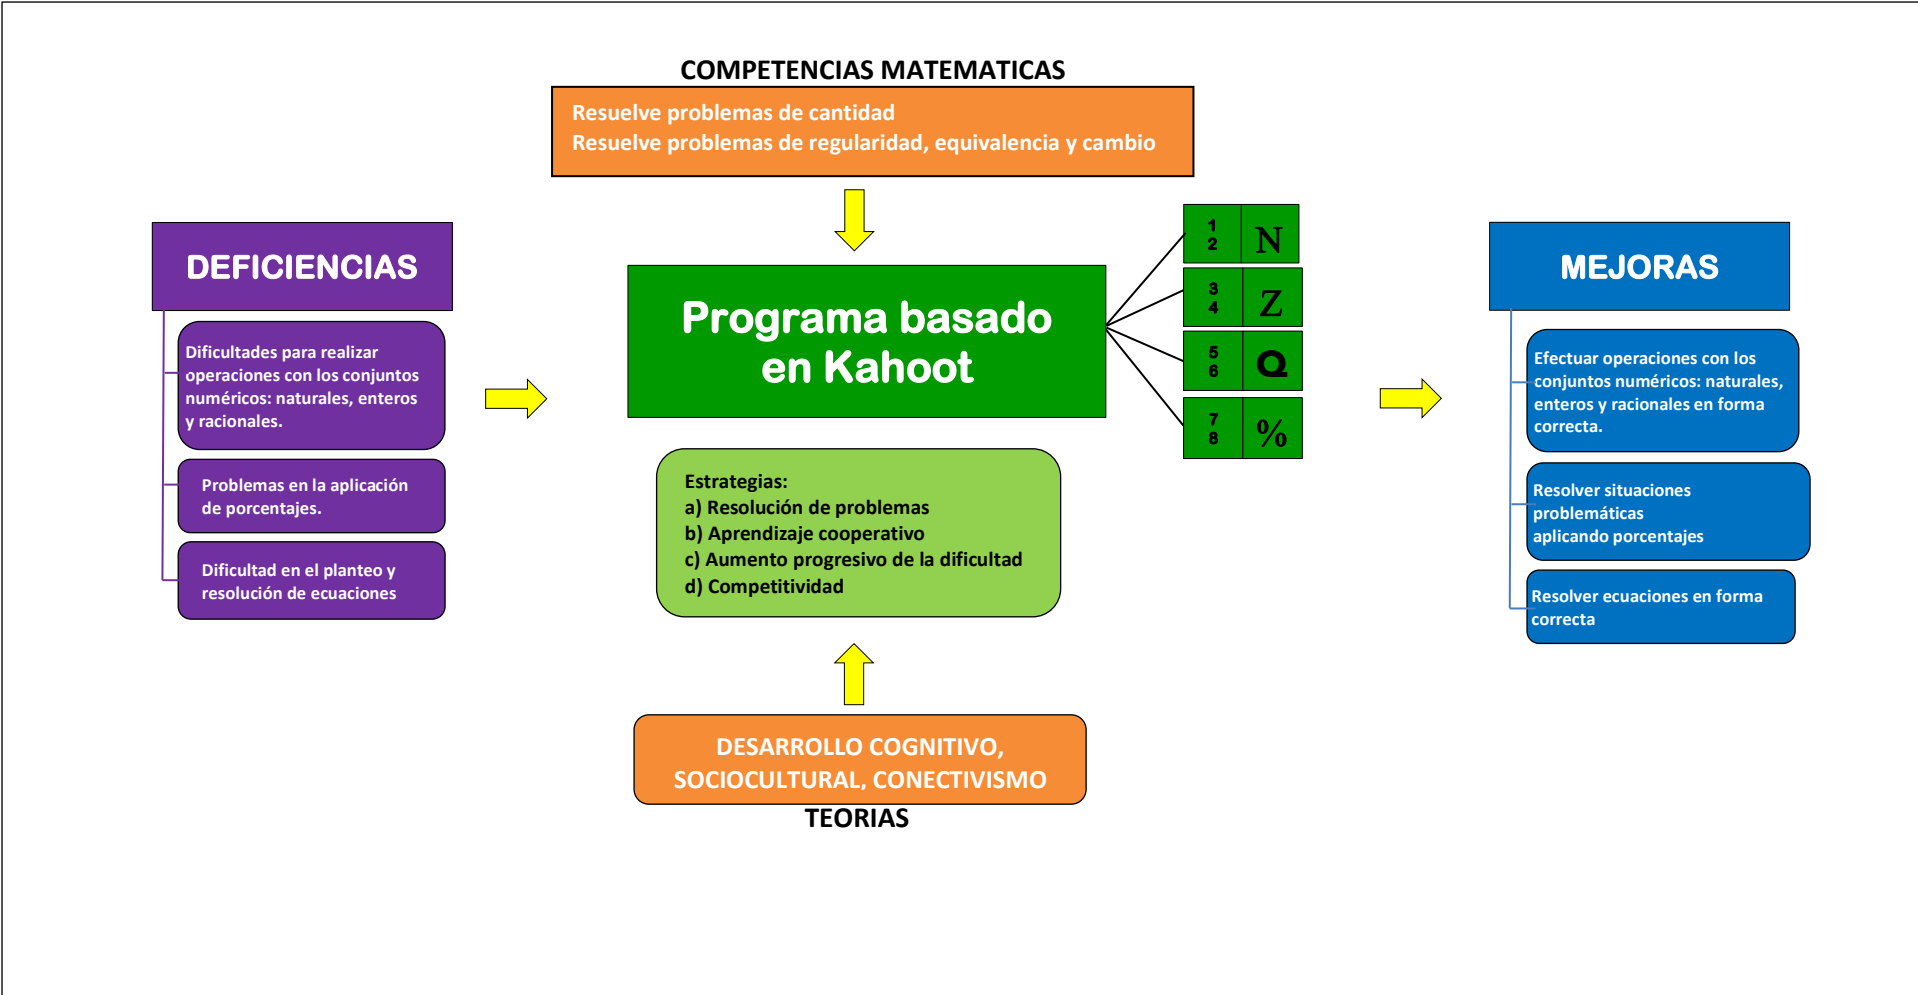 COMPETENCIAS MATEMATICAS
Resuelve problemas de cantidad
Resuelve problemas de regularidad, equivalencia y cambio
DEFICIENCIAS
Dificultades para realizar
operaciones con los conjuntos
numéricos: naturales, enteros
y racionales.
Problemas en la aplicación
de porcentajes.
Dificultad en el planteo y
resolución de ecuaciones
Programa basado
en Kahoot
1
2
N
3
4
Z
5
6
Q
7
8
%
Estrategias:
a) Resolución de problemas
b) Aprendizaje cooperativo
c) Aumento progresivo de la dificultad
d) Competitividad
DESARROLLO COGNITIVO,
SOCIOCULTURAL, CONECTIVISMO
TEORIAS
MEJORAS
Efectuar operaciones con los
conjuntos numéricos: naturales,
enteros y racionales en forma
correcta.
Resolver situaciones
problemáticas
aplicando porcentajes
Resolver ecuaciones en forma
correcta